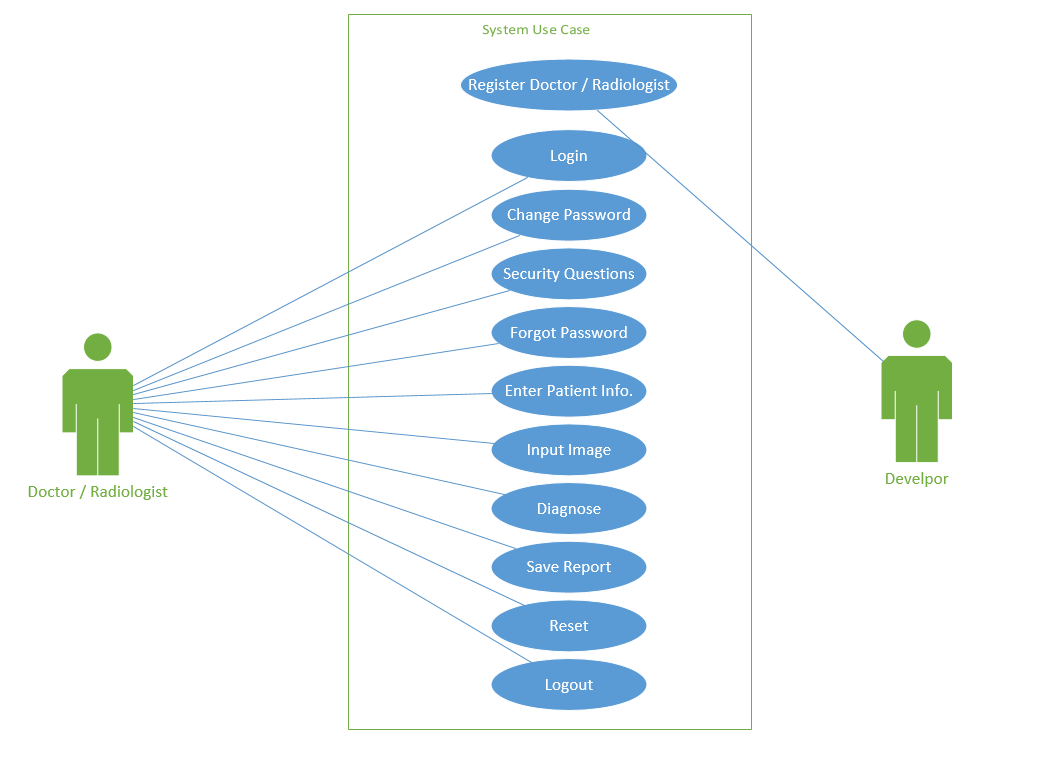 System Use Case
Register Doctor / Radiologist
Login
Change Password
Security Questions
Forgot Password
Enter Patient Info.
Input Image
Diagnose
Save Report
Reset
Logout
Doctor / Radiologist
Develpor